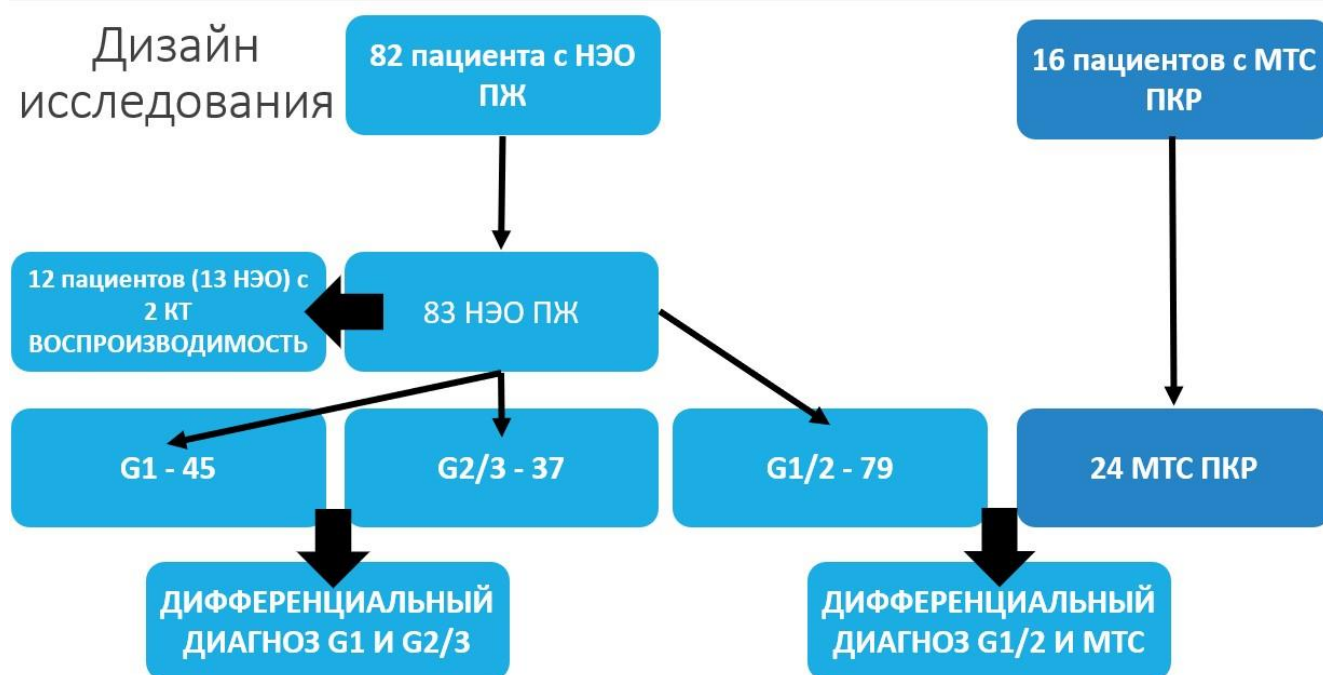 Дизайн
исследования
82 пациента с НЭО
ПЖ
16 пациентов с МТС
ПКР
12 пациентов (13 НЭО) с
2 КТ
ВОСПРОИЗВОДИМОСТЬ
83 НЭО ПЖ
G1 - 45
G2/3 - 37
G1/2 - 79
24 МТС ПКР
ДИФФЕРЕНЦИАЛЬНЫЙ
ДИАГНОЗ G1 И G2/3
ДИФФЕРЕНЦИАЛЬНЫЙ
ДИАГНОЗ G1/2 И МТС